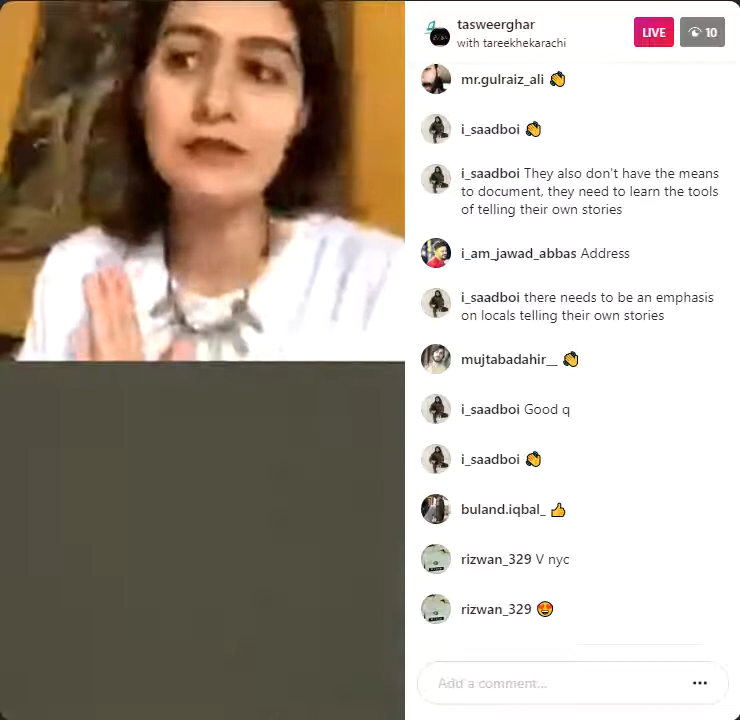 tasweerghar
with tareekhekarachi
LIVE
10
mr.gulraiz_ali 👏
i_saadboi 👏
i_saadboi They also don't have the means
to document, they need to learn the tools
of telling their own stories
i_am_jawad_abbas Address
i_saadboi there needs to be an emphasis
on locals telling their own stories
mujtabadahir__ 👏
i_saadboi Good q
i_saadboi 👏
buland.iqbal_ 👍
rizwan_329 V nyc
rizwan_329 😍
Add a comment...